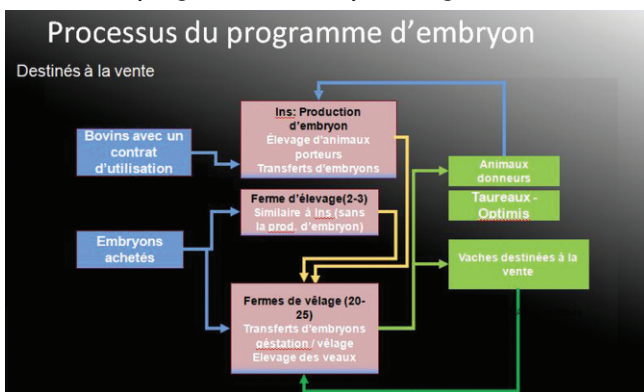 Processus du programme d'embryon
Destinés à la vente
Bovins avec un
contrat
d'utilisation
Embryons
achetés
Ins: Production
d'embryon
Élevage d'animaux
porteurs
Transferts d'embryons
Ferme d'élevage(2-3)
Similaire à Ins (sans
la prod. d'embryon)
Fermes de vêlage (20-
25)
Transferts d'embryons
géstation / vêlage
Elevage des veaux
Animaux
donneurs
Taureaux -
Optimis
Vaches destinées à la
vente